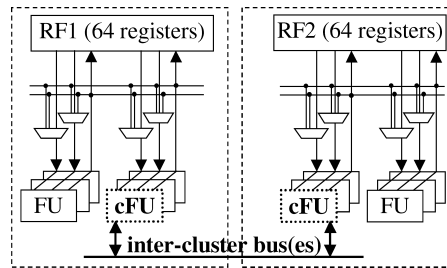 RF1 (64 registers)
RF2 (64 registers)
FU
cFU
cFU
FU
inter-cluster bus(es)